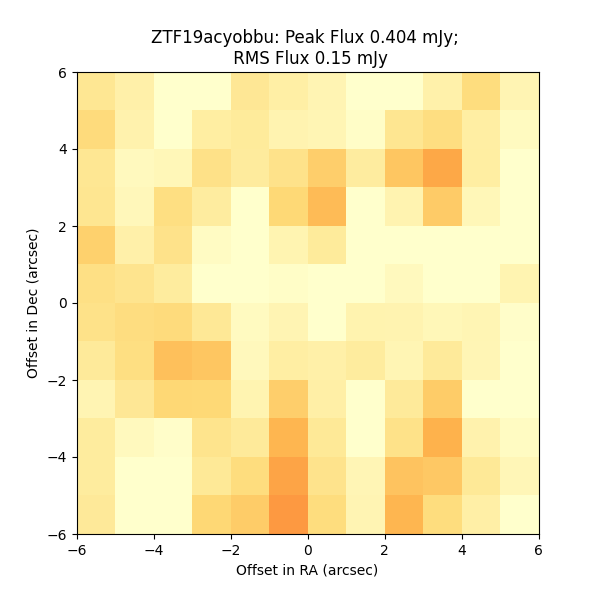 ZTF19acyobbu: Peak Flux 0.404 mJy;
RMS Flux 0.15 mJy
6
4
2
0
−2
−4
−6
Offset in Dec (arcsec)
−6 −4 −2 0 2 4 6
Offset in RA (arcsec)